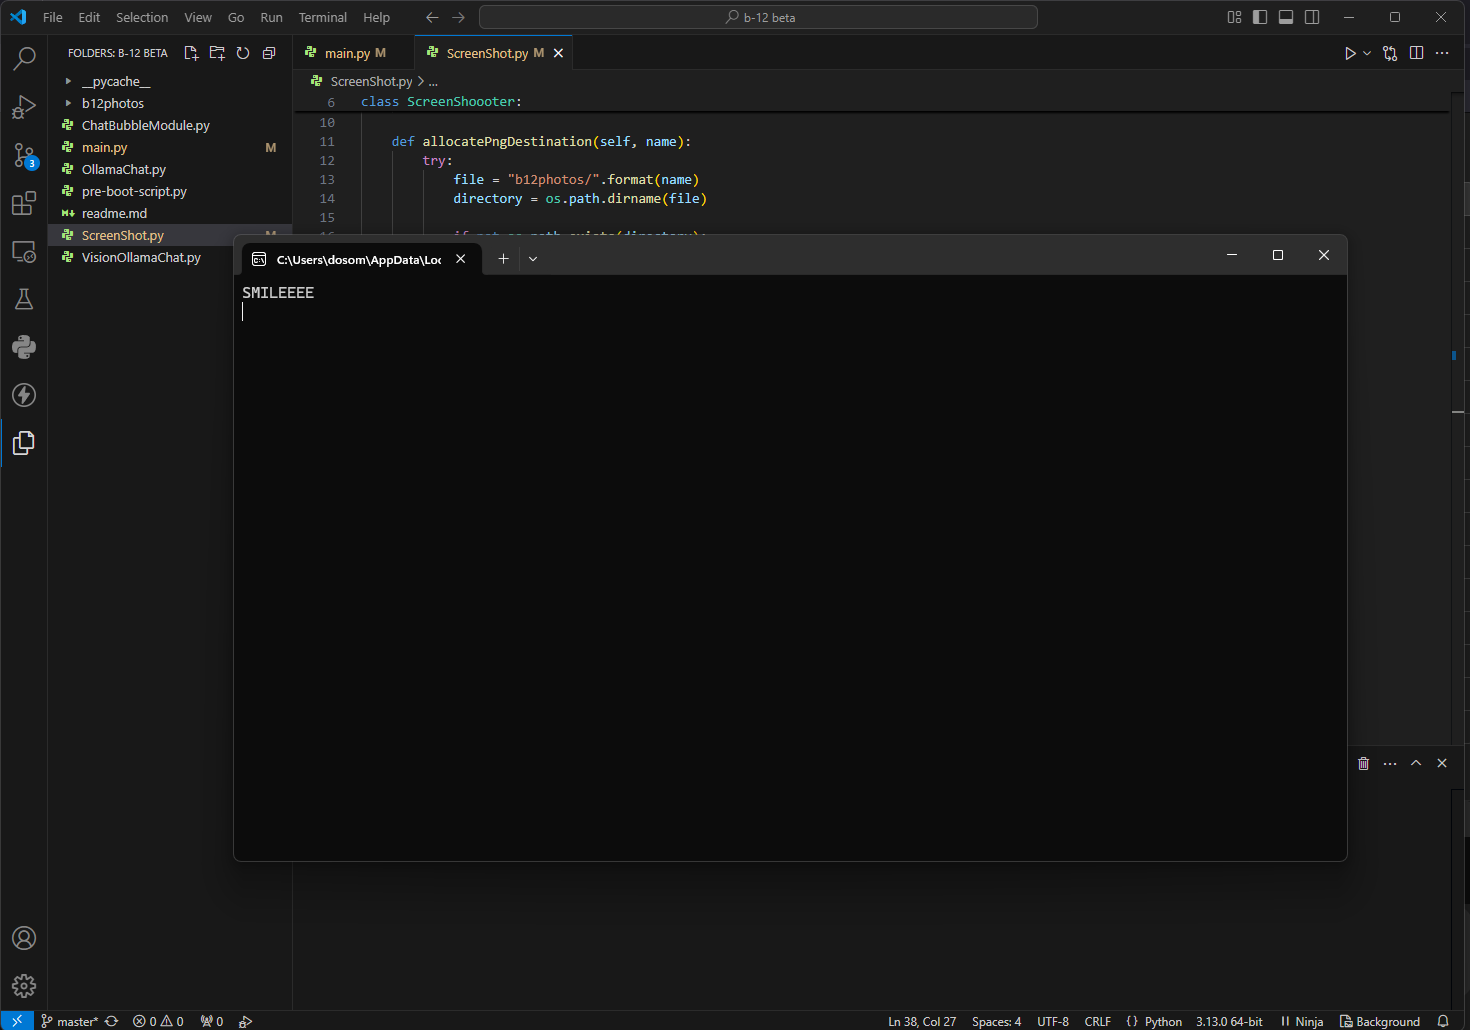 File Edit Selection View Go Run Terminal Help
b-12 beta
FOLDERS: B-12 BETA
__pycache__
b12photos
ChatBubbleModule.py
main.py M
OllamaChat.py
pre-boot-script.py
readme.md
ScreenShot.py
VisionOllamaChat.py
3
main.py M
ScreenShot.py M
ScreenShot.py > ...
6 class ScreenShoooter:
10
11 def allocatePngDestination(self, name):
12 try:
13 file = "b12photos/".format(name)
14 directory = os.path.dirname(file)
15
C:\Users\dosom\AppData\Loc
SMILEEEE
master* 0 0 0
Ln 38, Col 27 Spaces: 4 UTF-8 CRLF {} Python 3.13.0 64-bit Ninja Background